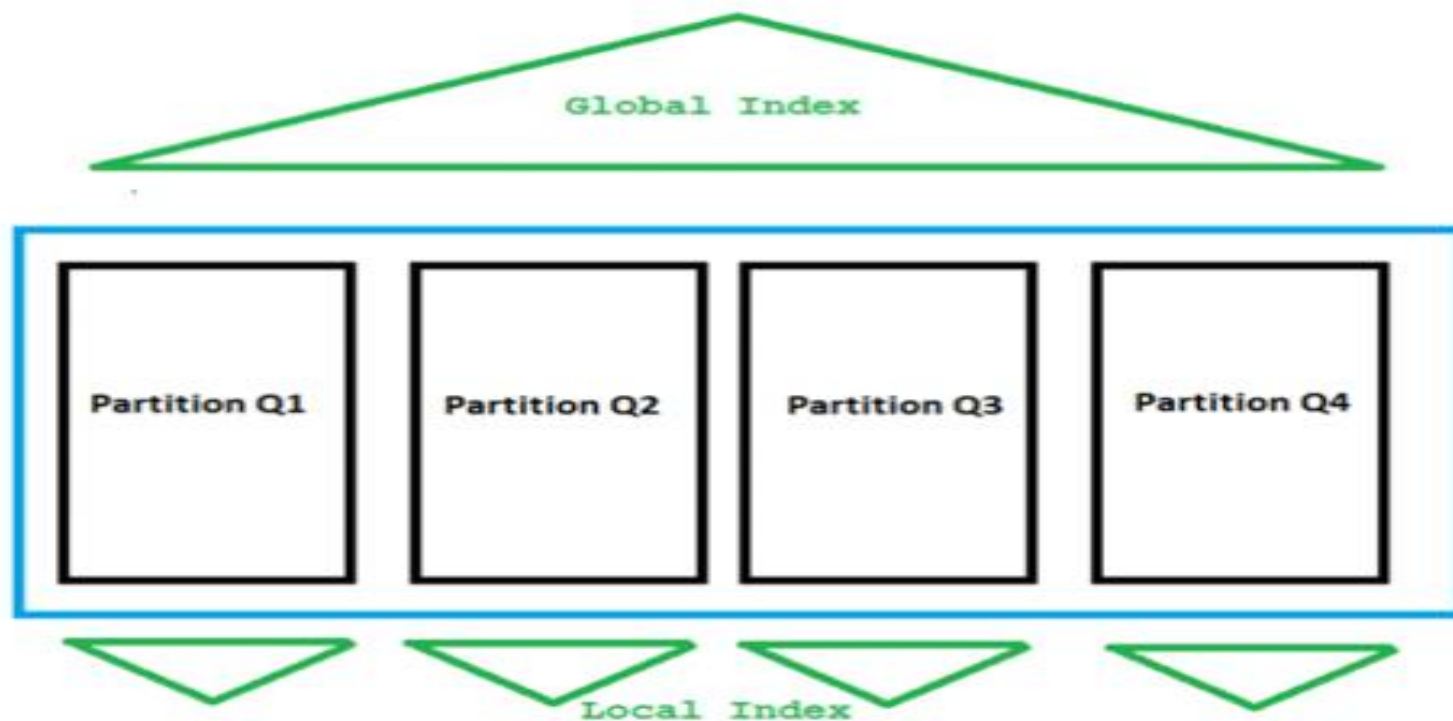 Global Index
Partition Q1
Partition Q2
Partition Q3
Partition Q4
Local Index